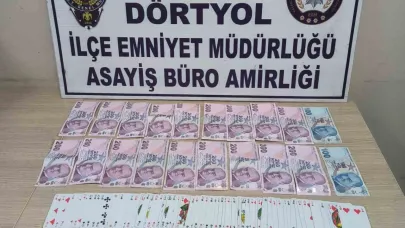 DÖRTYOL
İLÇE EMNİYET MÜDÜRLÜĞÜ
ASAYİŞ BÜRO AMİRLİĞİ